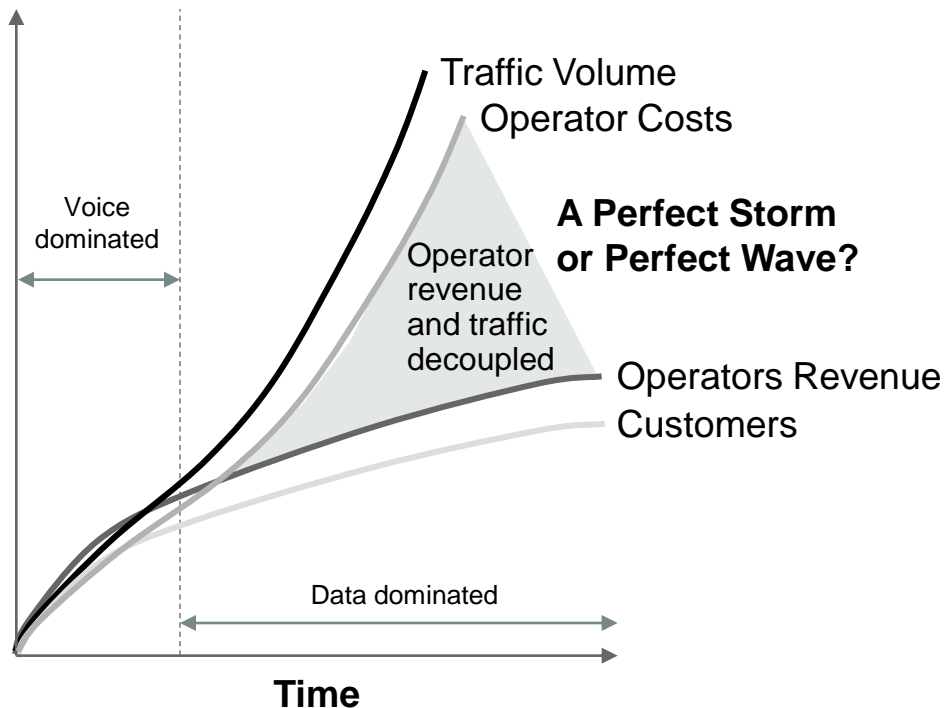 Traffic Volume
Operator Costs
Voice
dominated
A Perfect Storm
or Perfect Wave?
Operator
revenue
and traffic
decoupled
Operators Revenue
Customers
Data dominated
Time